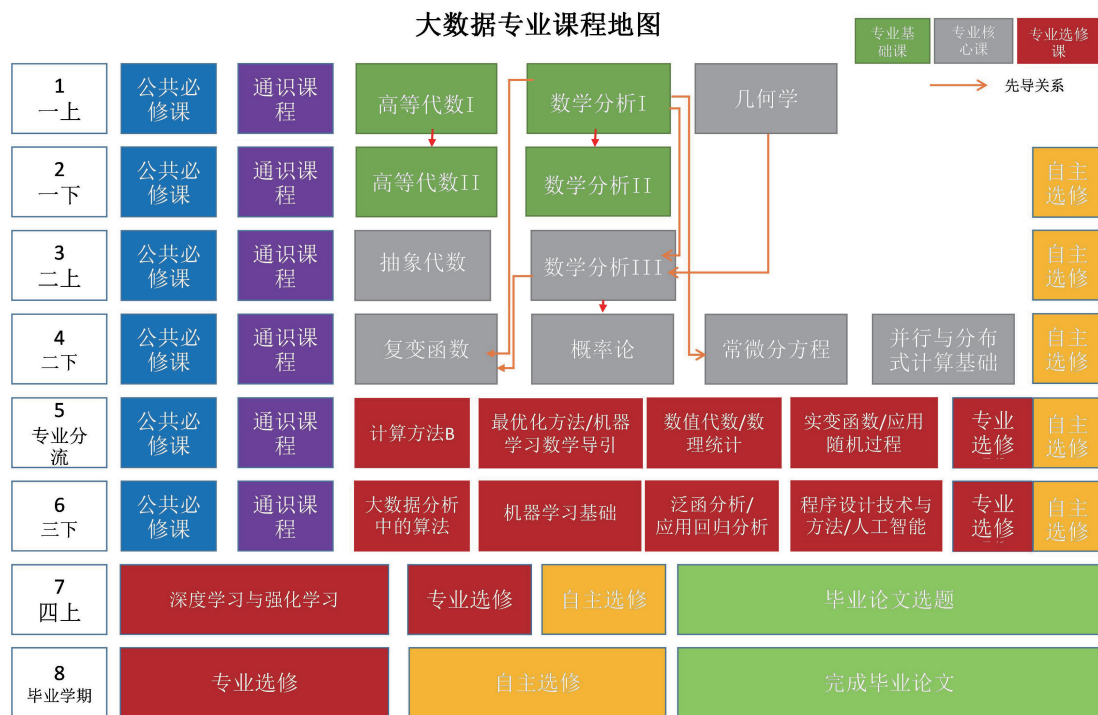 大数据专业课程地图
专业基
础课
专业核
心课
专业选修
课
先导关系
1
一上
公共必
修课
通识课
程
高等代数I
数学分析I
几何学
2
一下
公共必
修课
通识课
程
高等代数II
数学分析II
自主
选修
3
二上
公共必
修课
通识课
程
抽象代数
数学分析III
自主
选修
4
二下
公共必
修课
通识课
程
复变函数
概率论
常微分方程
并行与分布
式计算基础
自主
选修
5
专业分
流
公共必
修课
通识课
程
计算方法B
最优化方法/机器
学习数学导引
数值代数/数
理统计
实变函数/应用
随机过程
专业
选修
自主
选修
6
三下
公共必
修课
通识课
程
大数据分析
中的算法
机器学习基础
泛函分析/
应用回归分析
程序设计技术与
方法/人工智能
专业
选修
自主
选修
7
四上
深度学习与强化学习
专业选修
自主选修
毕业论文选题
8
毕业学期
专业选修
自主选修
完成毕业论文